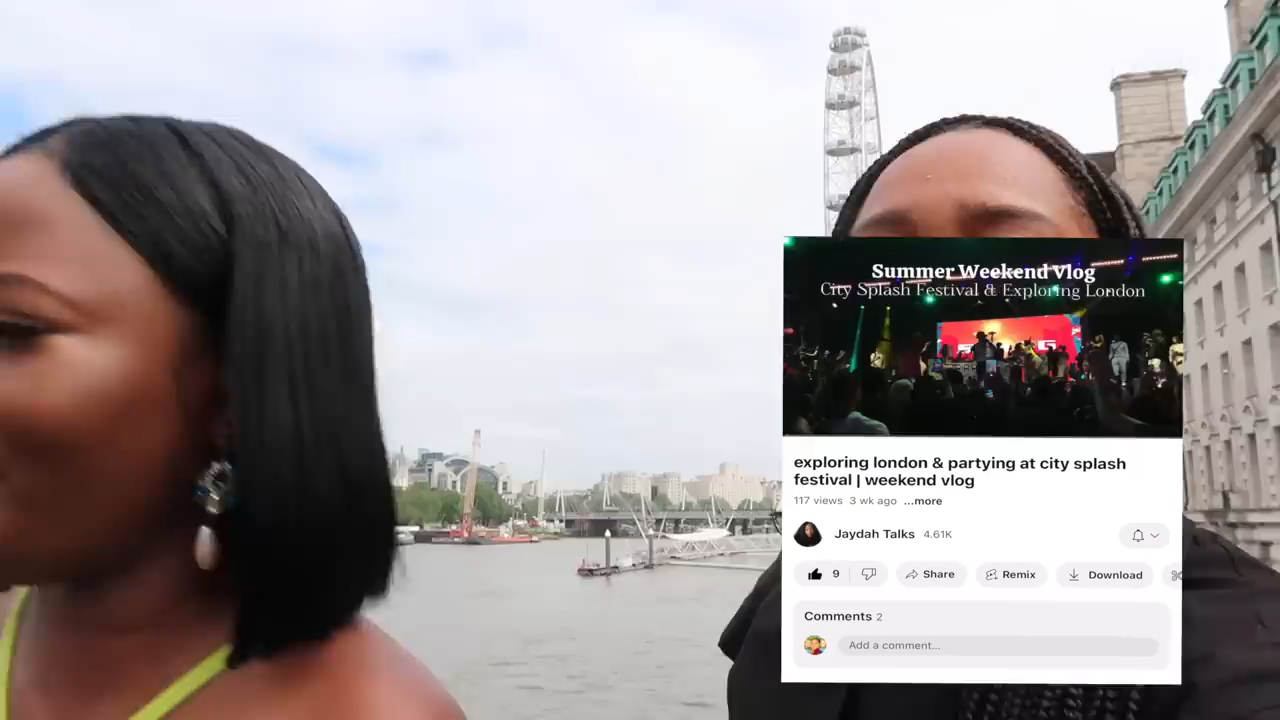 Summer Weekend Vlog
City Splash Festival & Exploring London
exploring london & partying at city splash
festival | weekend vlog
117 views 3 wk ago ...more
Jaydah Talks 4.61K
9 Share Remix Download
Comments 2
Add a comment...